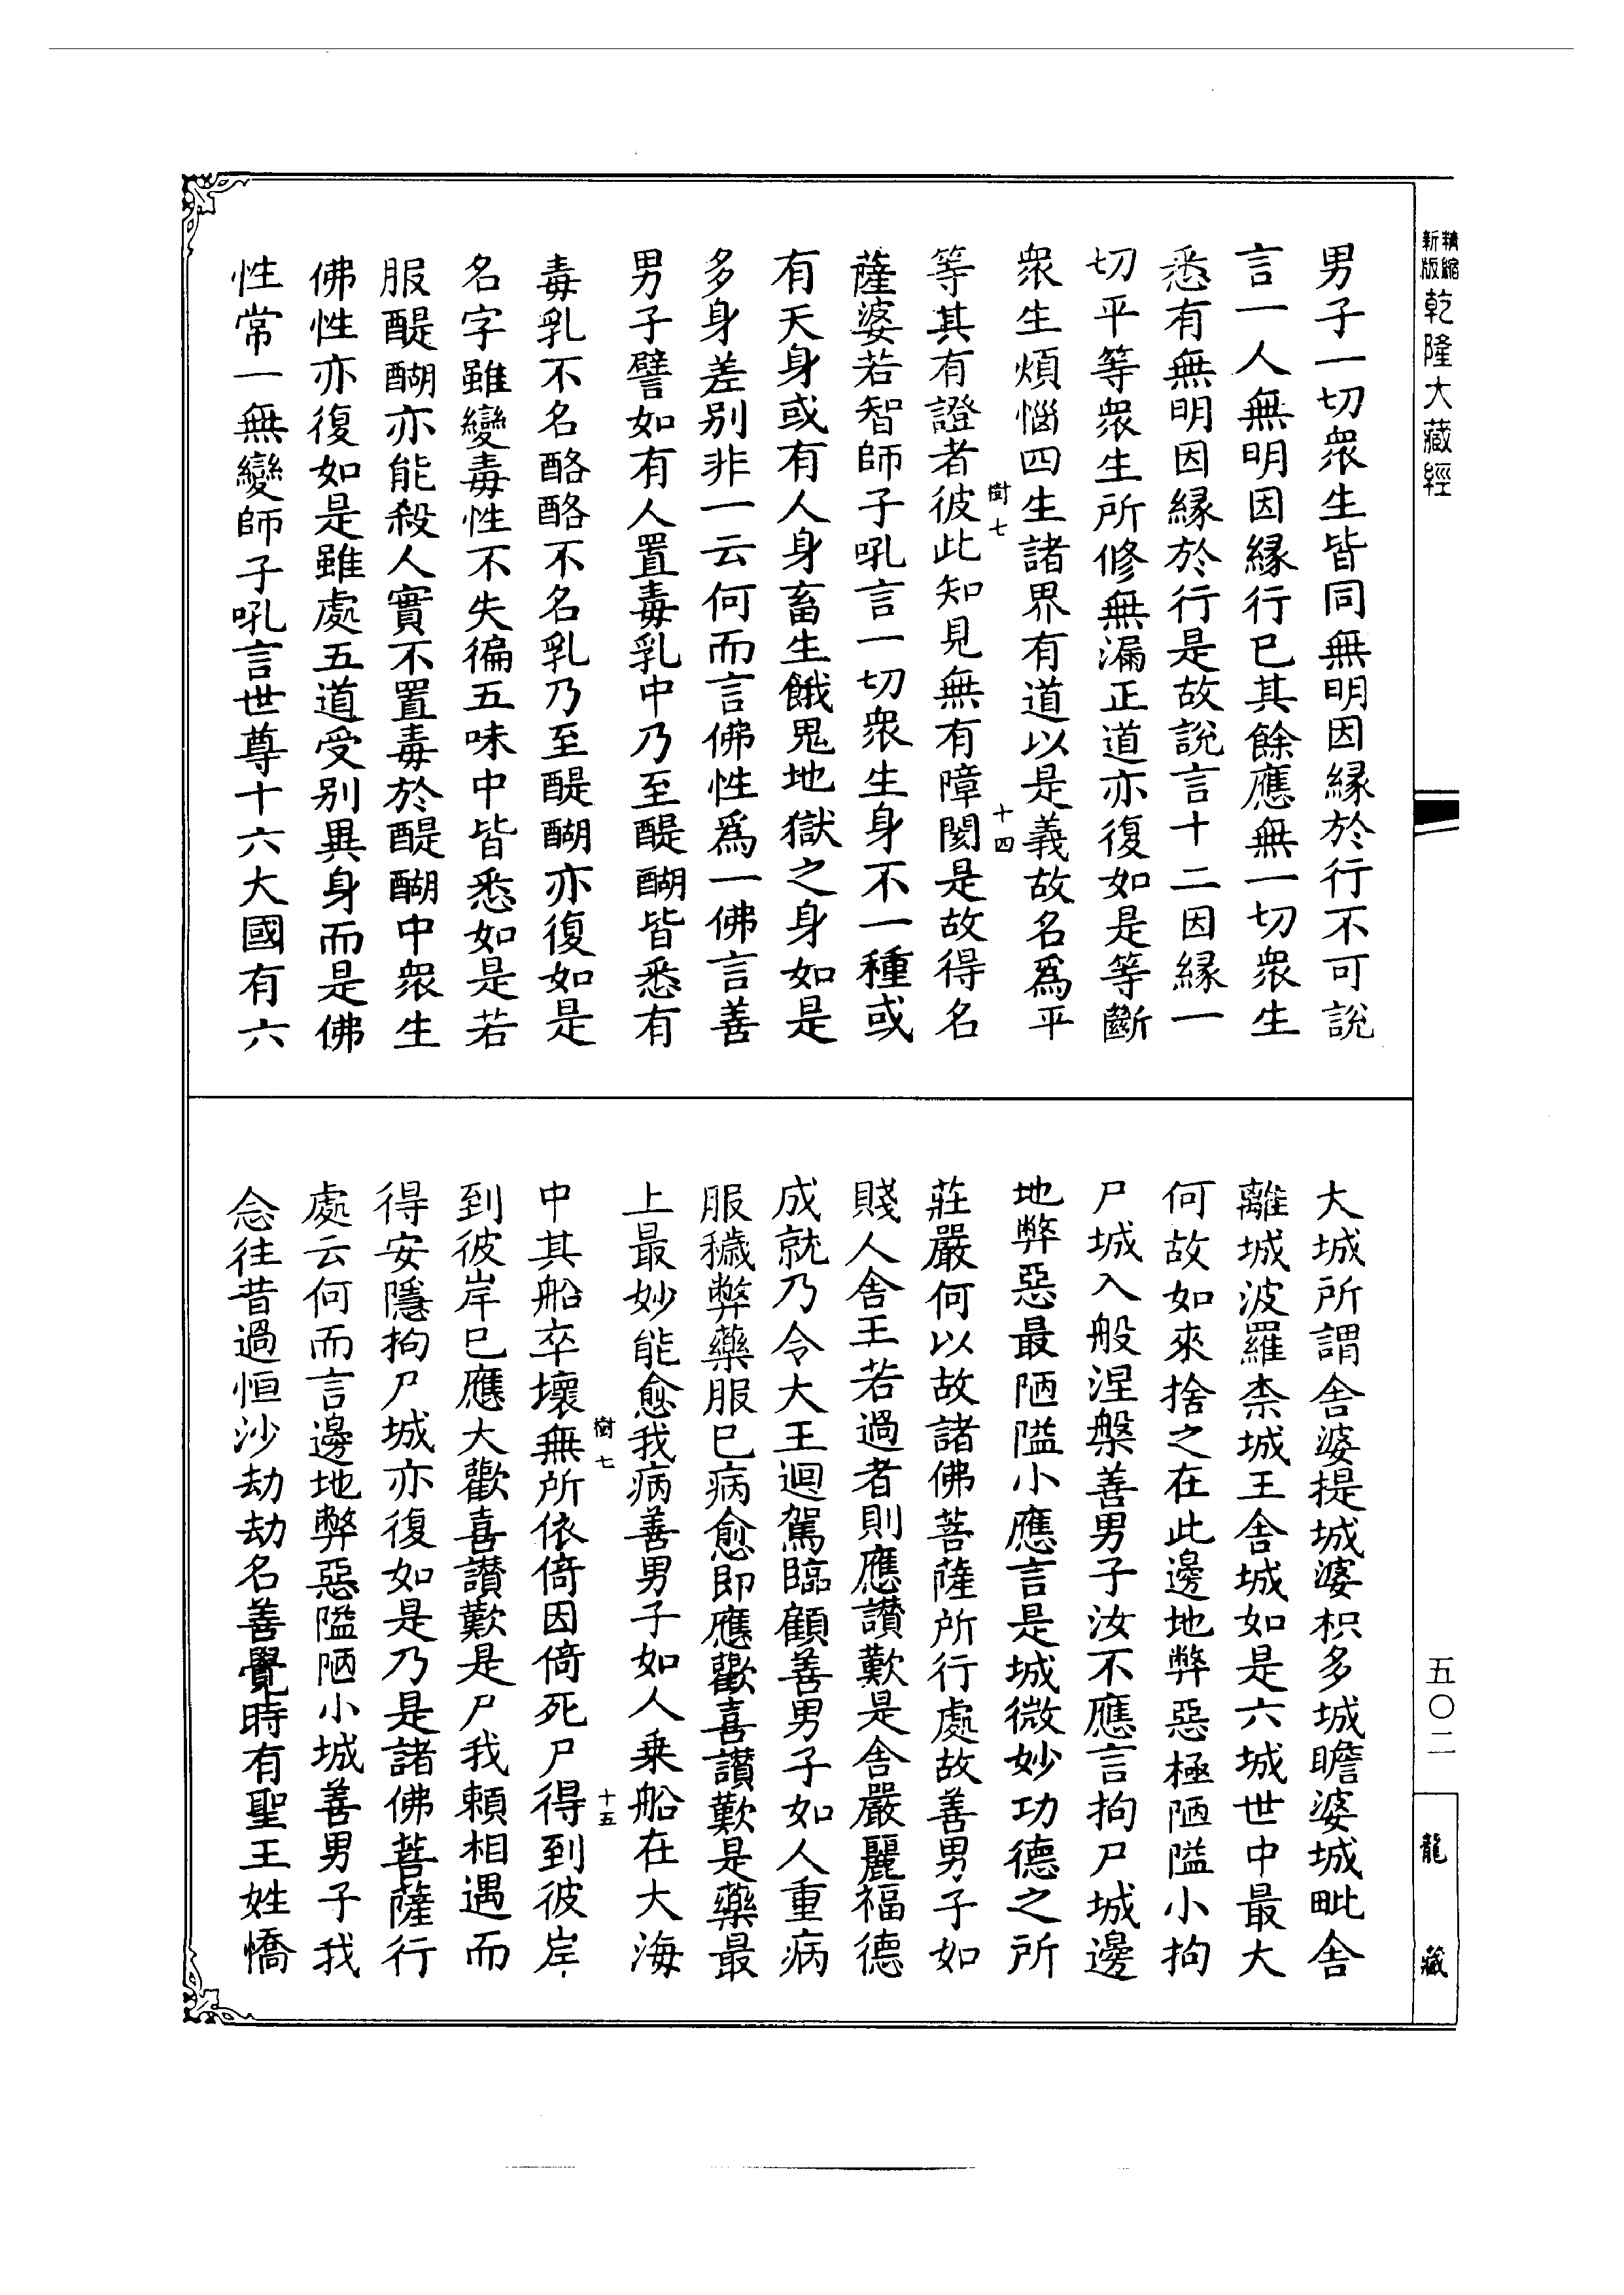 精縮新版乾隆大藏經
男子一切衆生皆同無明因緣於行不可說
言一人無明因緣行已其餘應無一切衆生
悉有無明因緣於行是故說言十二因緣一
切平等衆生所修無漏正道亦復如是等斷
衆生煩惱四生諸界有道以是義故名爲平
樹七
十四
等其有證者彼此知見無有障閡是故得名
薩婆若智師子吼言一切衆生身不一種或
有天身或有人身畜生餓鬼地獄之身如是
多身差别非一云何而言佛性爲一佛言善
男子譬如有人置毒乳中乃至醍醐皆悉有
毒乳不名酪酪不名乳乃至醍醐亦復如是
名字雖變毒性不失徧五味中皆悉如是若
服醍醐亦能殺人實不置毒於醍醐中衆生
佛性亦復如是雖處五道受别異身而是佛
性常一無變師子吼言世尊十六大國有六
大城所謂舍婆提城婆枳多城瞻婆城毗舍
離城波羅柰城王舍城如是六城世中最大
何故如來捨之在此邊地弊惡極陋隘小拘
尸城入般涅槃善男子汝不應言拘尸城邊
地弊惡最陋隘小應言是城微妙功德之所
莊嚴何以故諸佛菩薩所行處故善男子如
賤人舍王若過者則應讃歎是舍嚴麗福德
成就乃令大王迴駕臨顧善男子如人重病
服穢弊藥服已病愈即應歡喜讃歎是藥最
上最妙能愈我病善男子如人乗船在大海
樹七
十五
中其船卒壞無所依倚因倚死尸得到彼岸
到彼岸已應大歡喜讃歎是尸我頼相遇而
得安隱拘尸城亦復如是乃是諸佛菩薩行
處云何而言邊地弊惡隘陋小城善男子我
念往昔過恒沙劫劫名善覺時有聖王姓憍
五〇二
龍藏